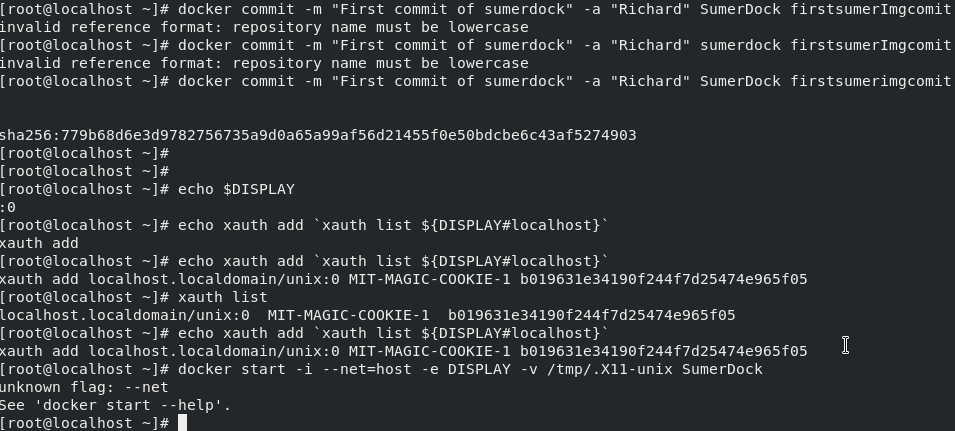 [root@localhost ~]# docker commit -m "First commit of sumerdock" -a "Richard" SumerDock firstsumerImgcomit
invalid reference format: repository name must be lowercase
[root@localhost ~]# docker commit -m "First commit of sumerdock" -a "Richard" sumerdock firstsumerImgcomit
invalid reference format: repository name must be lowercase
[root@localhost ~]# docker commit -m "First commit of sumerdock" -a "Richard" SumerDock firstsumerimgcomit
sha256:779b68d6e3d9782756735a9d0a65a99af56d21455f0e50bdcbe6c43af5274903
[root@localhost ~]#
[root@localhost ~]#
[root@localhost ~]# echo $DISPLAY
:0
[root@localhost ~]# echo xauth add `xauth list ${DISPLAY#localhost}`
xauth add
[root@localhost ~]# echo xauth add `xauth list ${DISPLAY#localhost}`
xauth add localhost.localdomain/unix:0 MIT-MAGIC-COOKIE-1 b019631e34190f244f7d25474e965f05
[root@localhost ~]# xauth list
localhost.localdomain/unix:0  MIT-MAGIC-COOKIE-1  b019631e34190f244f7d25474e965f05
[root@localhost ~]# echo xauth add `xauth list ${DISPLAY#localhost}`
xauth add localhost.localdomain/unix:0 MIT-MAGIC-COOKIE-1 b019631e34190f244f7d25474e965f05
[root@localhost ~]# docker start -i --net=host -e DISPLAY -v /tmp/.X11-unix SumerDock
unknown flag: --net
See 'docker start --help'.
[root@localhost ~]#